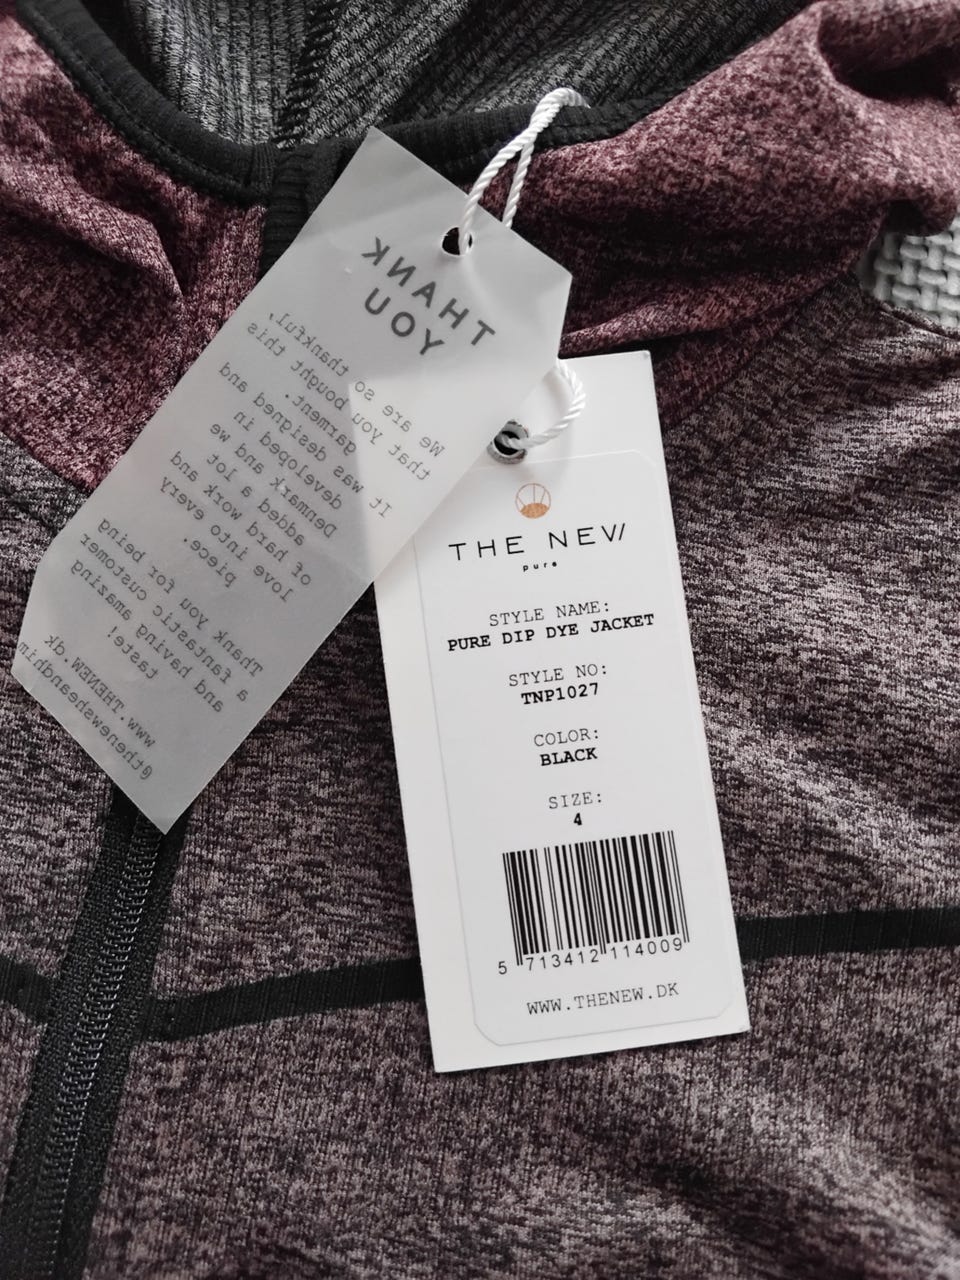 THANK
YOU
We are so thankful,
that you bought this
garment.
It was designed and
developed in
Denmark and we
added a lot of
hard work and
love into every
piece.
Thank you for being
a fantastic customer
and having amazing
taste!
www.THENEW.dk
@thenewsheandhim
THE NEW
pure
STYLE NAME:
PURE DIP DYE JACKET
STYLE NO:
TNP1027
COLOR:
BLACK
SIZE:
4
5 713412 114009
WWW.THENEW.DK